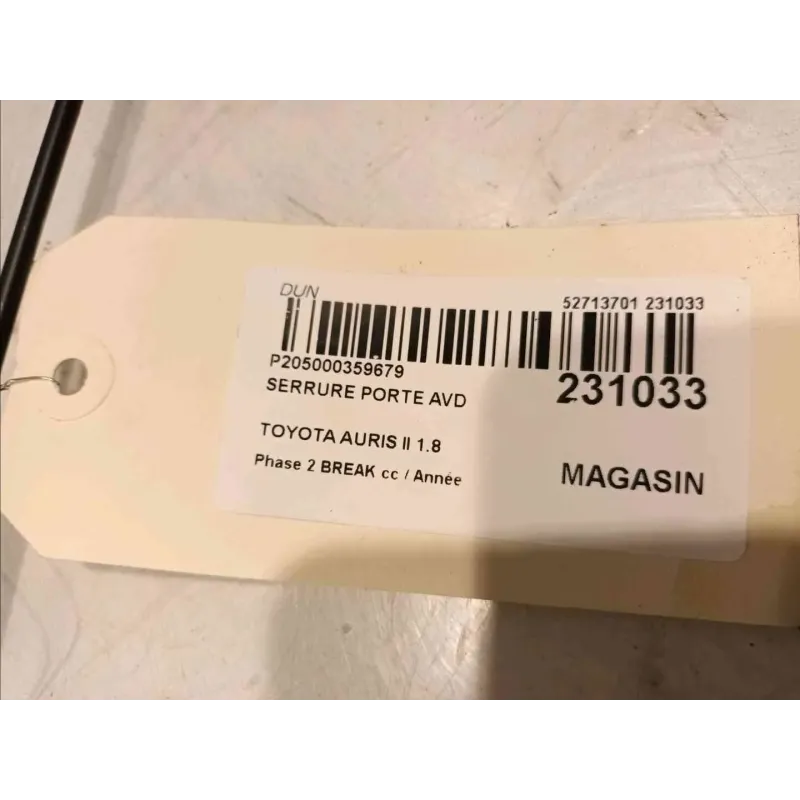 DUN
52713701 231033
P205000359679
231033
SERRURE PORTE AVD
TOYOTA AURIS II 1.8
Phase 2 BREAK cc / Année
MAGASIN